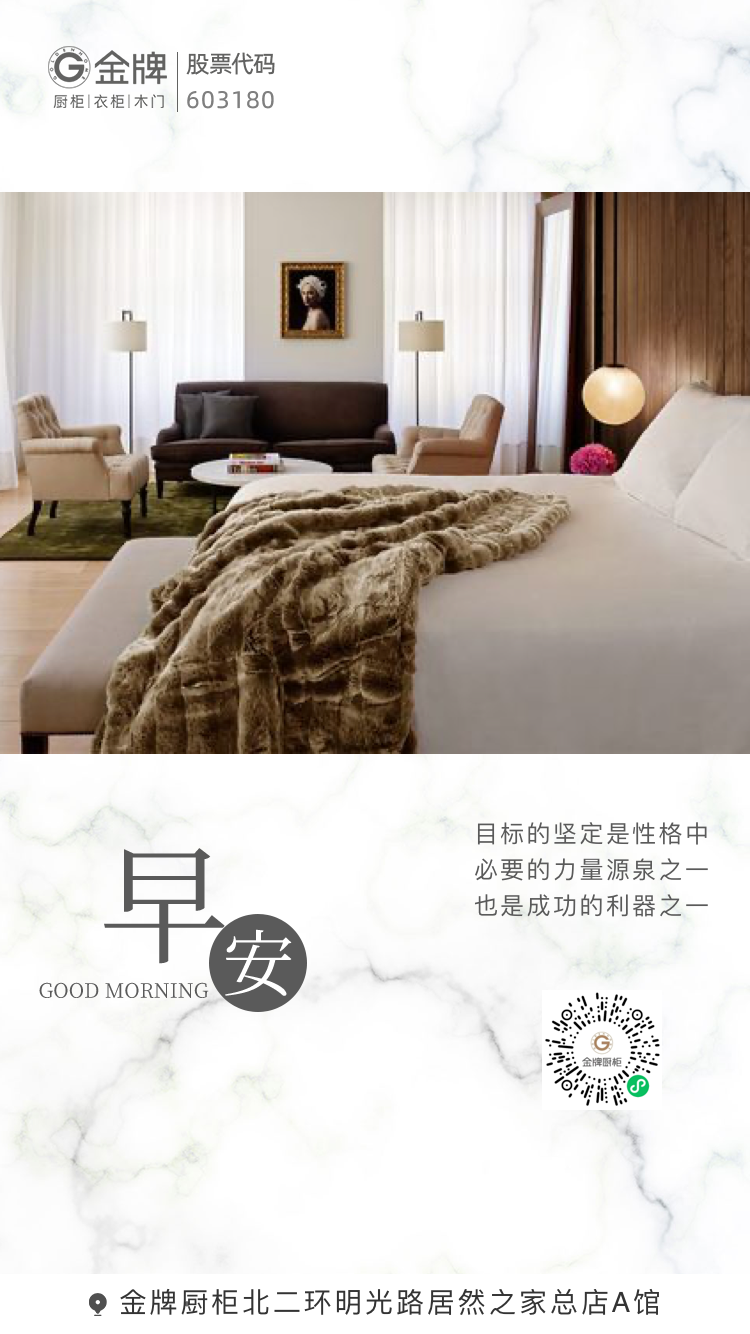 GOLDENHOME
金牌
厨柜|衣柜|木门
股票代码
603180
目标的坚定是性格中
必要的力量源泉之一
也是成功的利器之一
早安
GOOD MORNING
金牌厨柜
金牌厨柜北二环明光路居然之家总店A馆